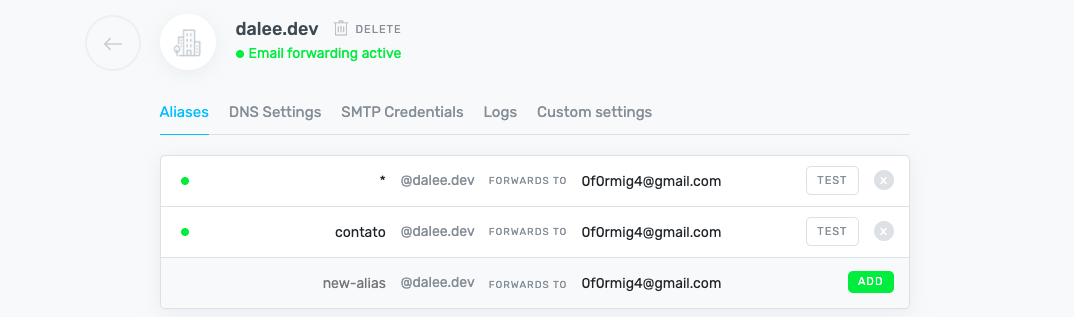 dalee.dev DELETE
Email forwarding active
Aliases DNS Settings SMTP Credentials Logs Custom settings
* @dalee.dev FORWARDS TO 0f0rmig4@gmail.com TEST x
contato @dalee.dev FORWARDS TO 0f0rmig4@gmail.com TEST x
new-alias @dalee.dev FORWARDS TO 0f0rmig4@gmail.com ADD